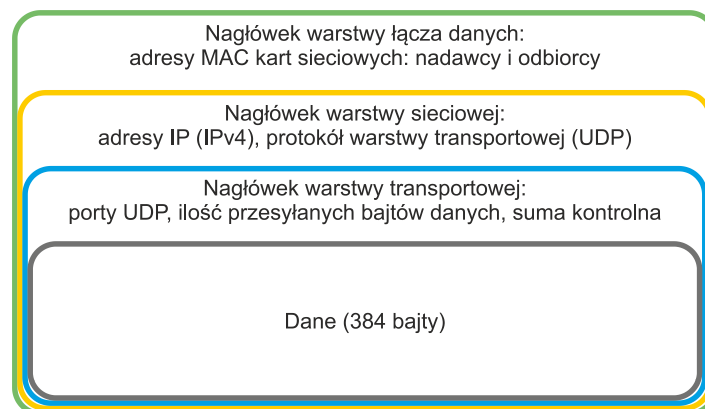 Nagłówek warstwy łącza danych:
adresy MAC kart sieciowych: nadawcy i odbiorcy
Nagłówek warstwy sieciowej:
adresy IP (IPv4), protokół warstwy transportowej (UDP)
Nagłówek warstwy transportowej:
porty UDP, ilość przesyłanych bajtów danych, suma kontrolna
Dane (384 bajty)